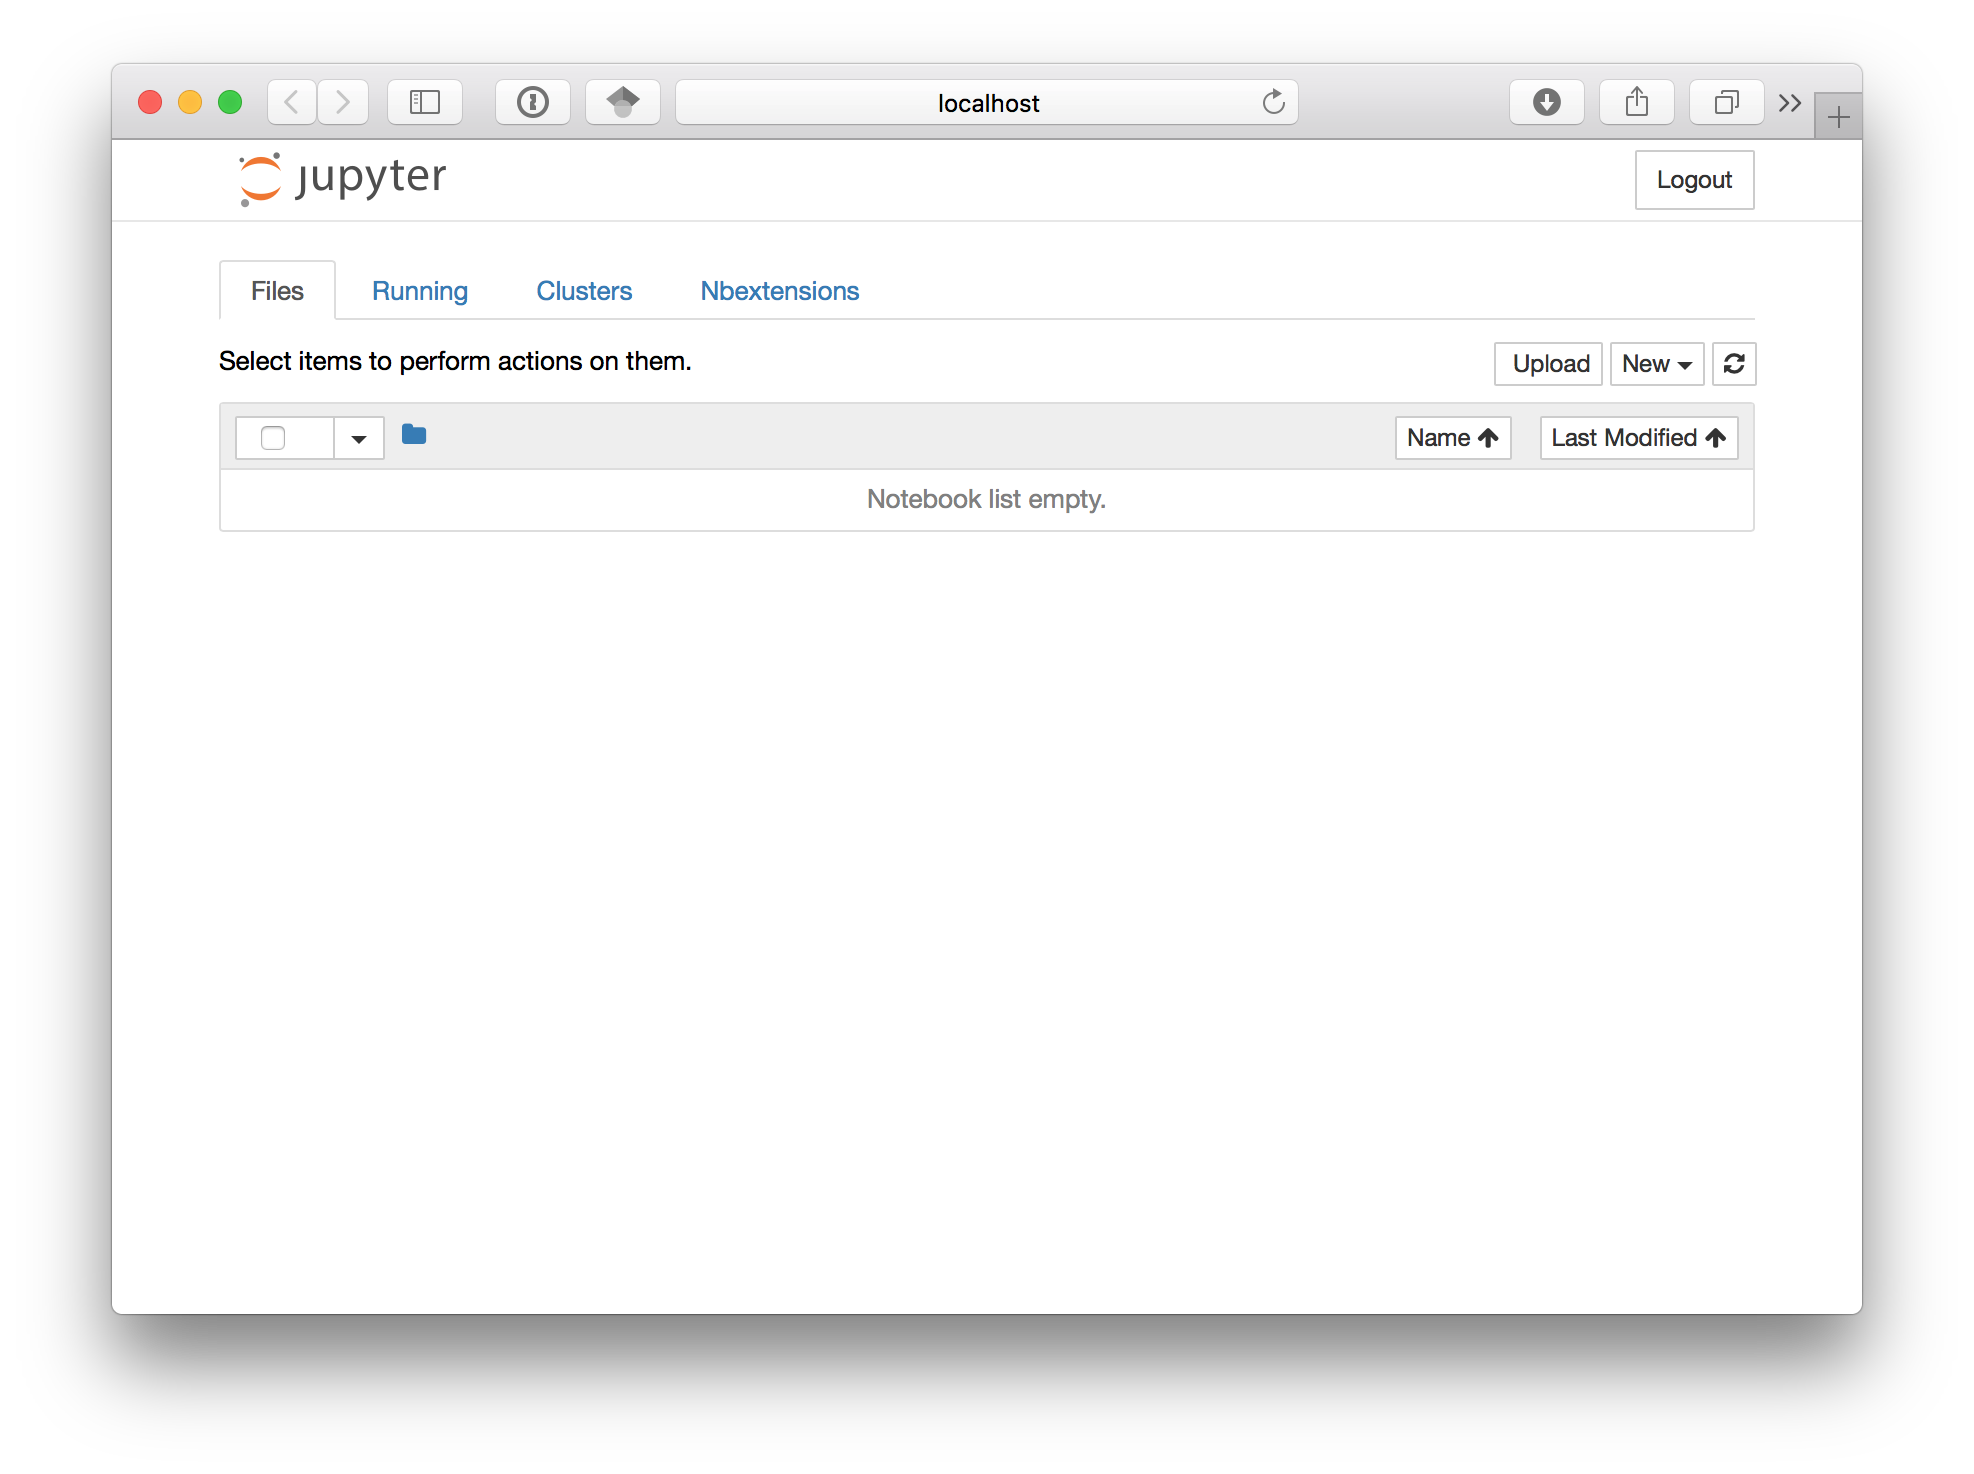 localhost
jupyter
Logout
Files Running Clusters Nbextensions
Select items to perform actions on them.
Upload New
Name Last Modified
Notebook list empty.